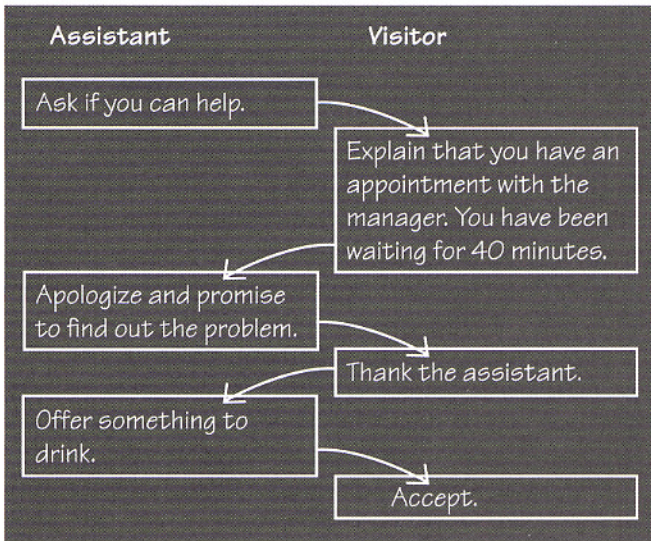 Assistant
Visitor
Ask if you can help.
Explain that you have an
appointment with the
manager. You have been
waiting for 40 minutes.
Apologize and promise
to find out the problem.
Thank the assistant.
Offer something to
drink.
Accept.